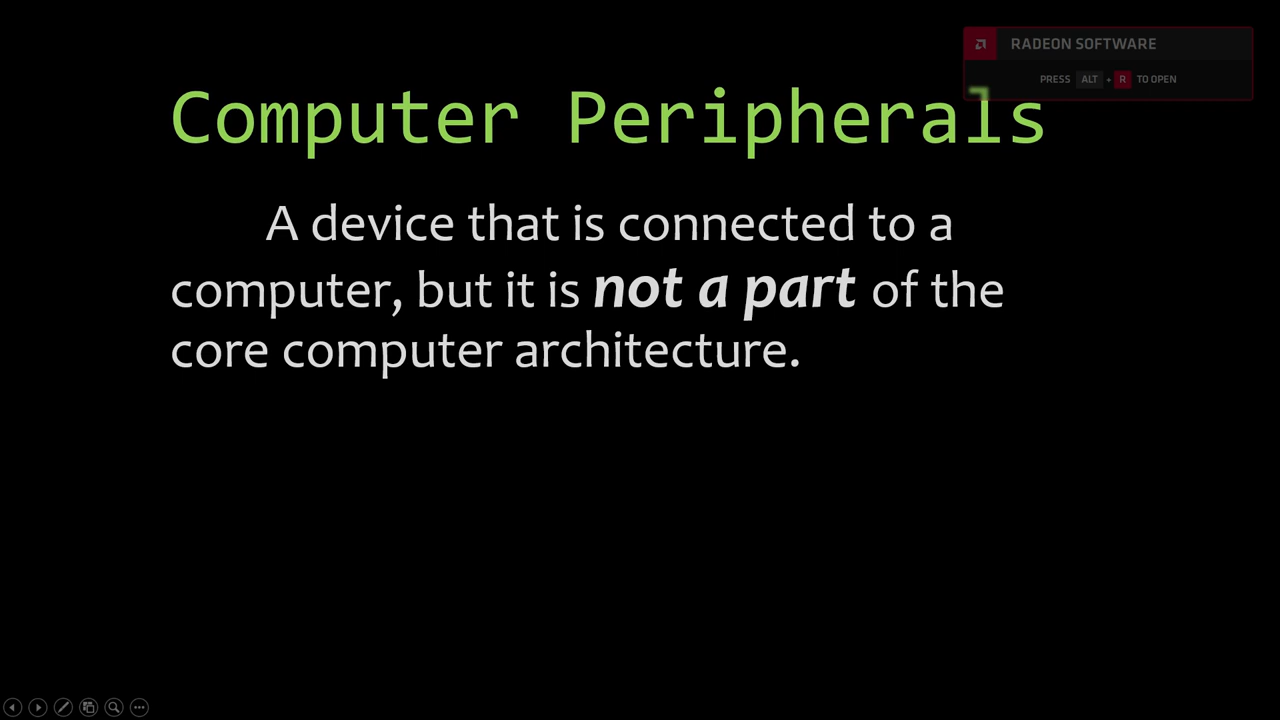 RADEON SOFTWARE
PRESS ALT + R TO OPEN
Computer Peripherals
A device that is connected to a
computer, but it is not a part of the
core computer architecture.